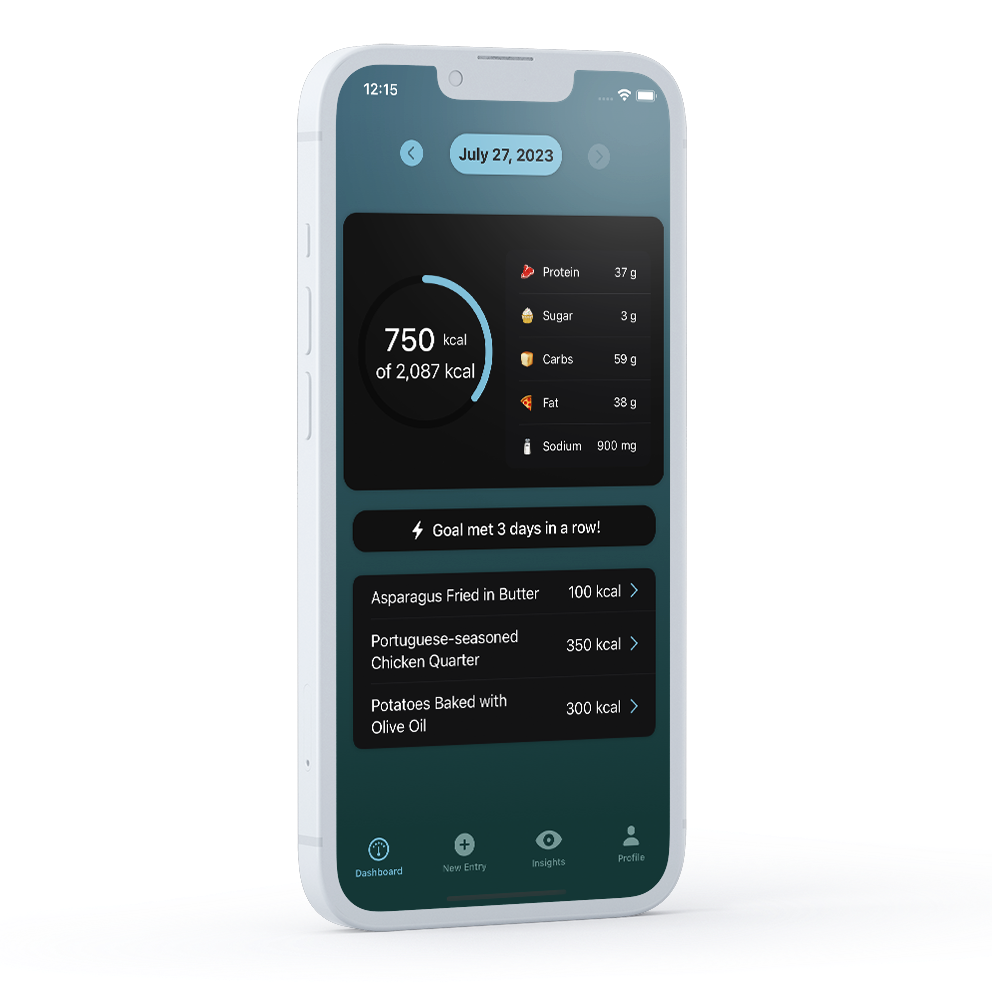 12:15
July 27, 2023
Protein 37 g
Sugar 3 g
Carbs 59 g
Fat 38 g
Sodium 900 mg
750 kcal
of 2,087 kcal
Goal met 3 days in a row!
Asparagus Fried in Butter 100 kcal
Portuguese-seasoned
Chicken Quarter 350 kcal
Potatoes Baked with
Olive Oil 300 kcal
Dashboard New Entry Insights Profile